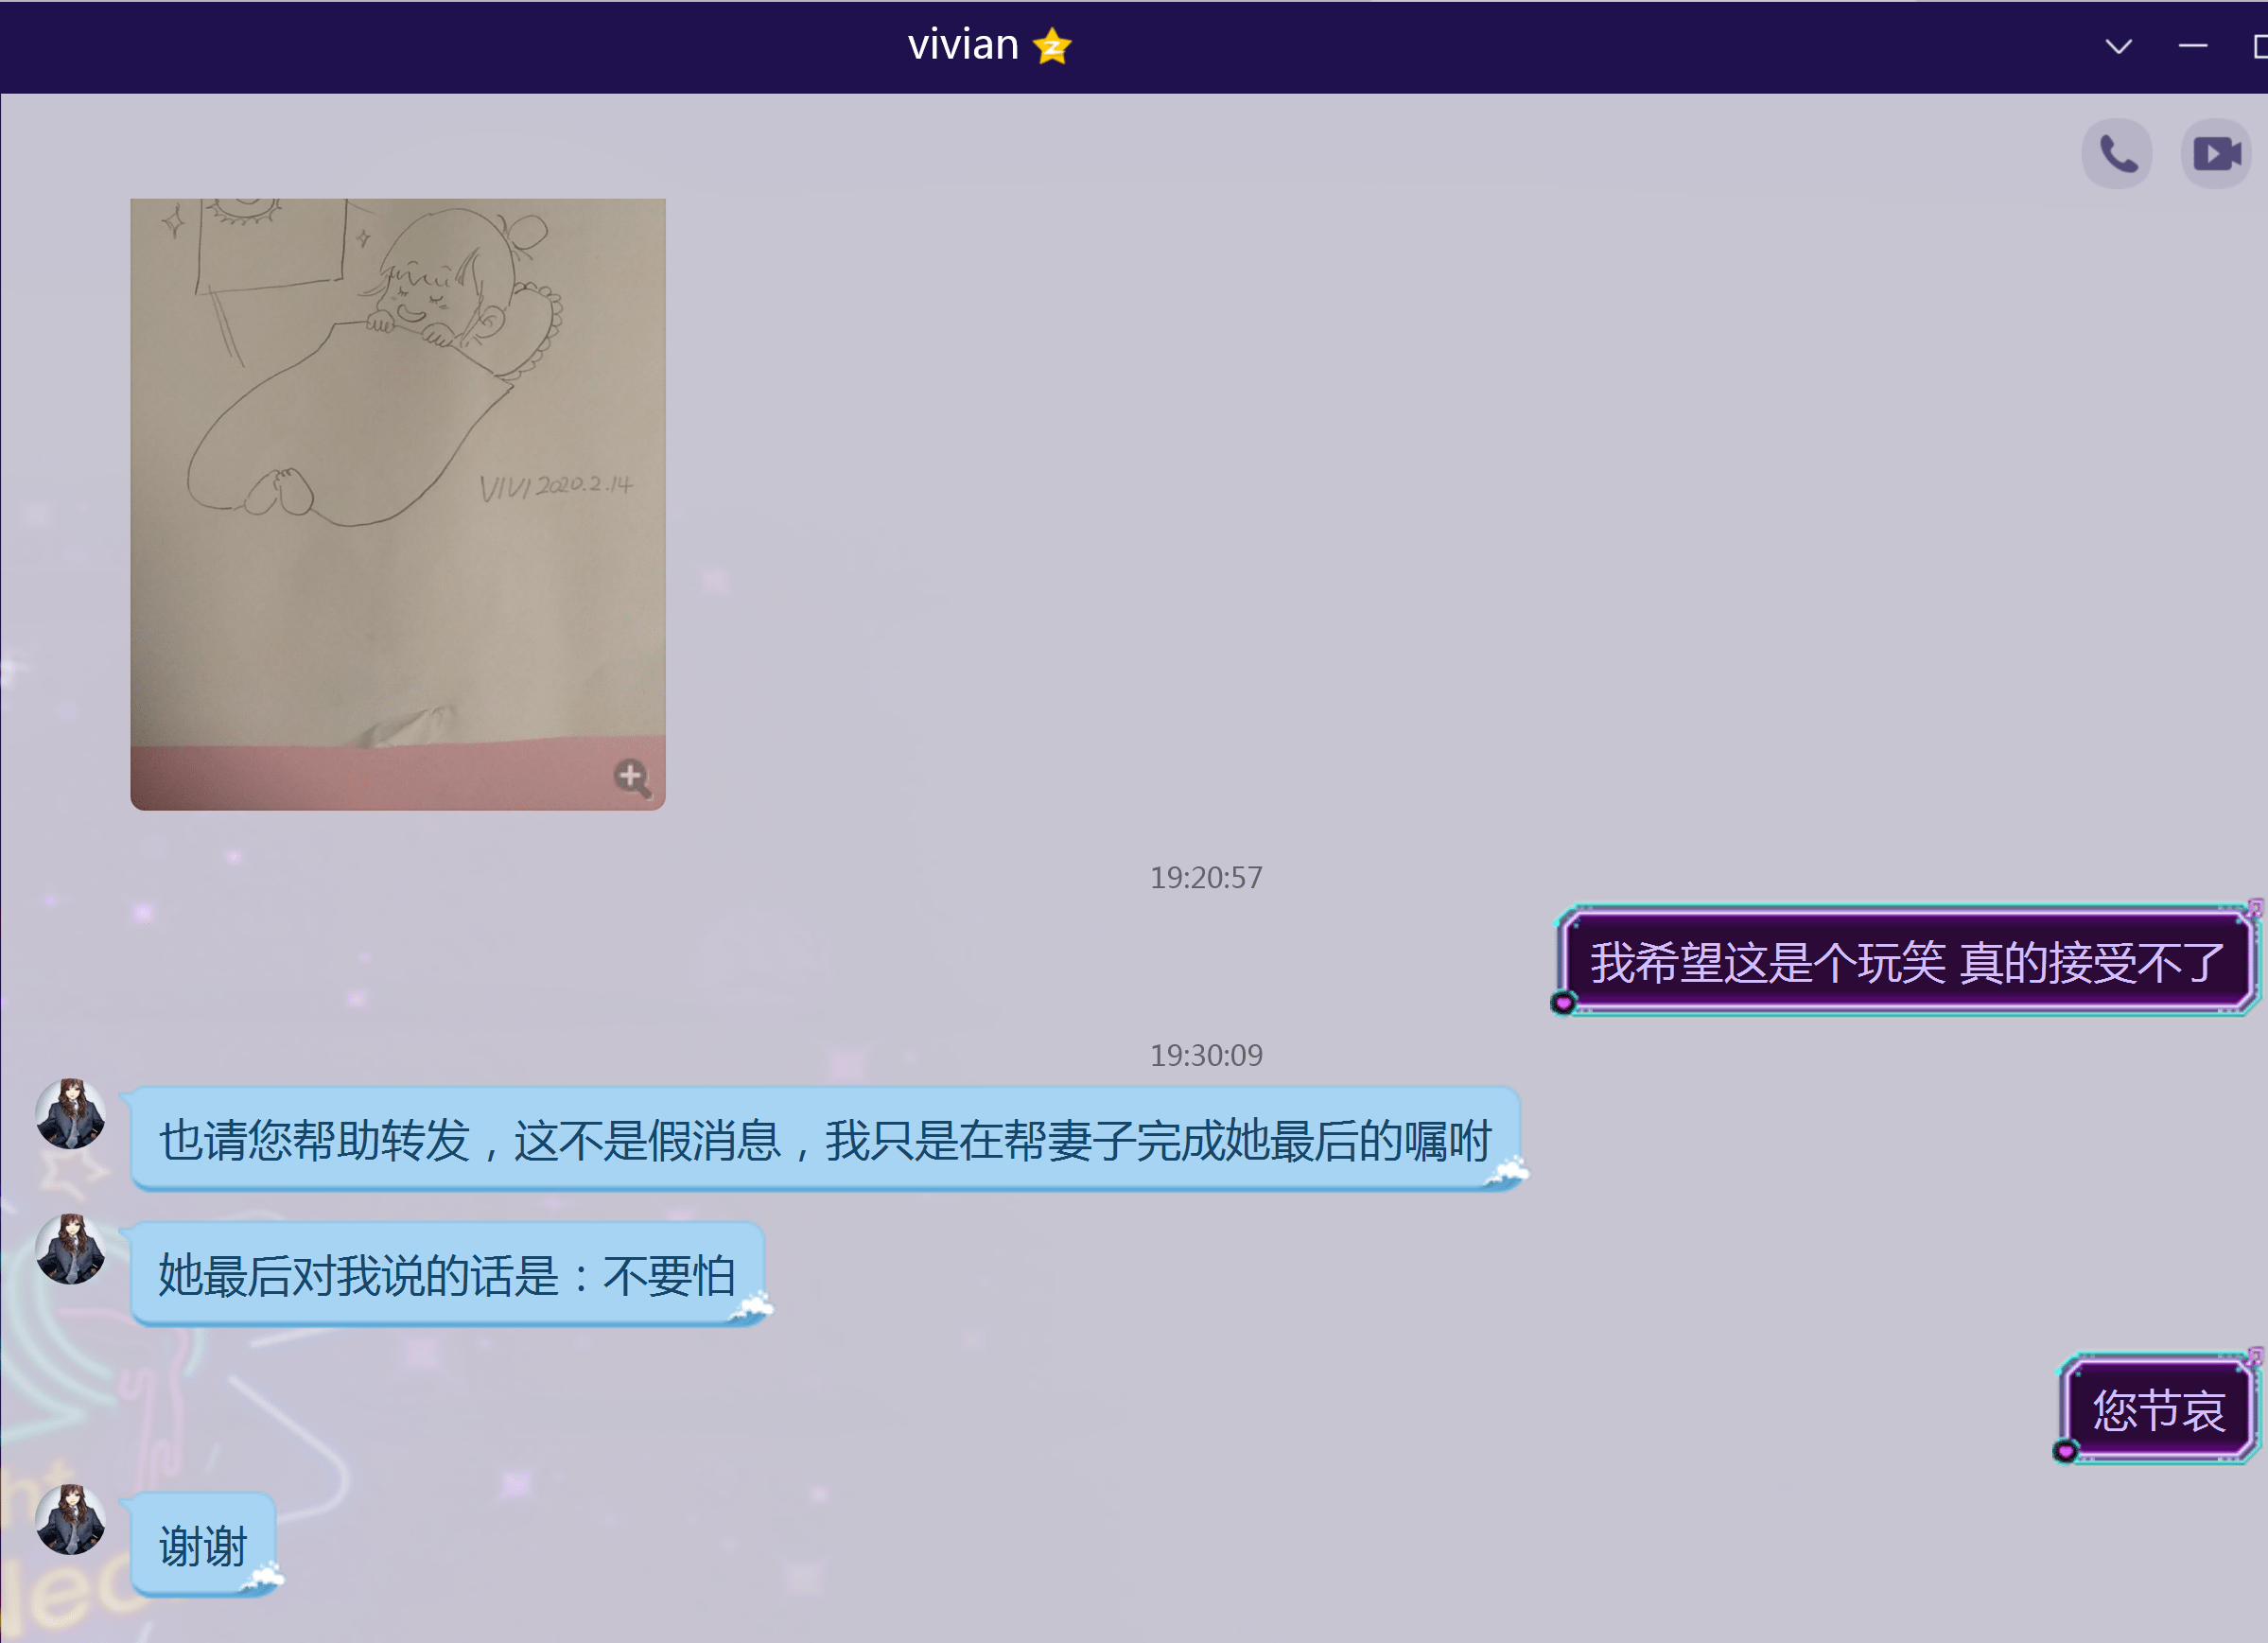 vivian
VIVI 2020.2.14
19:20:57
我希望这是个玩笑 真的接受不了
19:30:09
也请您帮助转发，这不是假消息，我只是在帮妻子完成她最后的嘱咐
她最后对我说的话是：不要怕
您节哀
谢谢